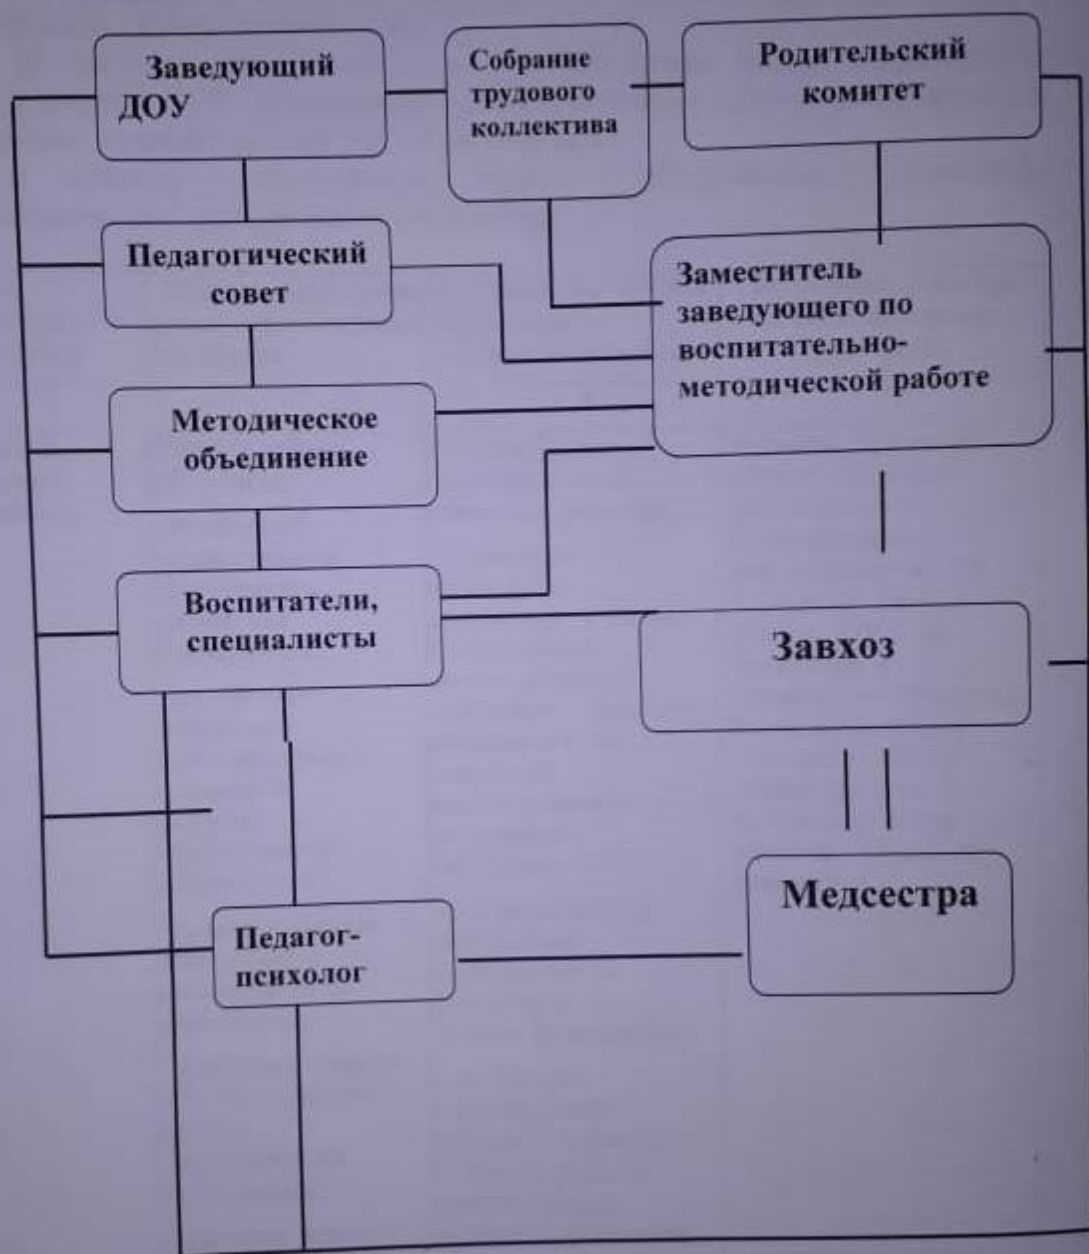 Заведующий
ДОУ
Собрание
трудового
коллектива
Родительский
комитет
Педагогический
совет
Заместитель
заведующего по
воспитательно-
методической работе
Методическое
объединение
Воспитатели,
специалисты
Завхоз
Медсестра
Педагог-
психолог